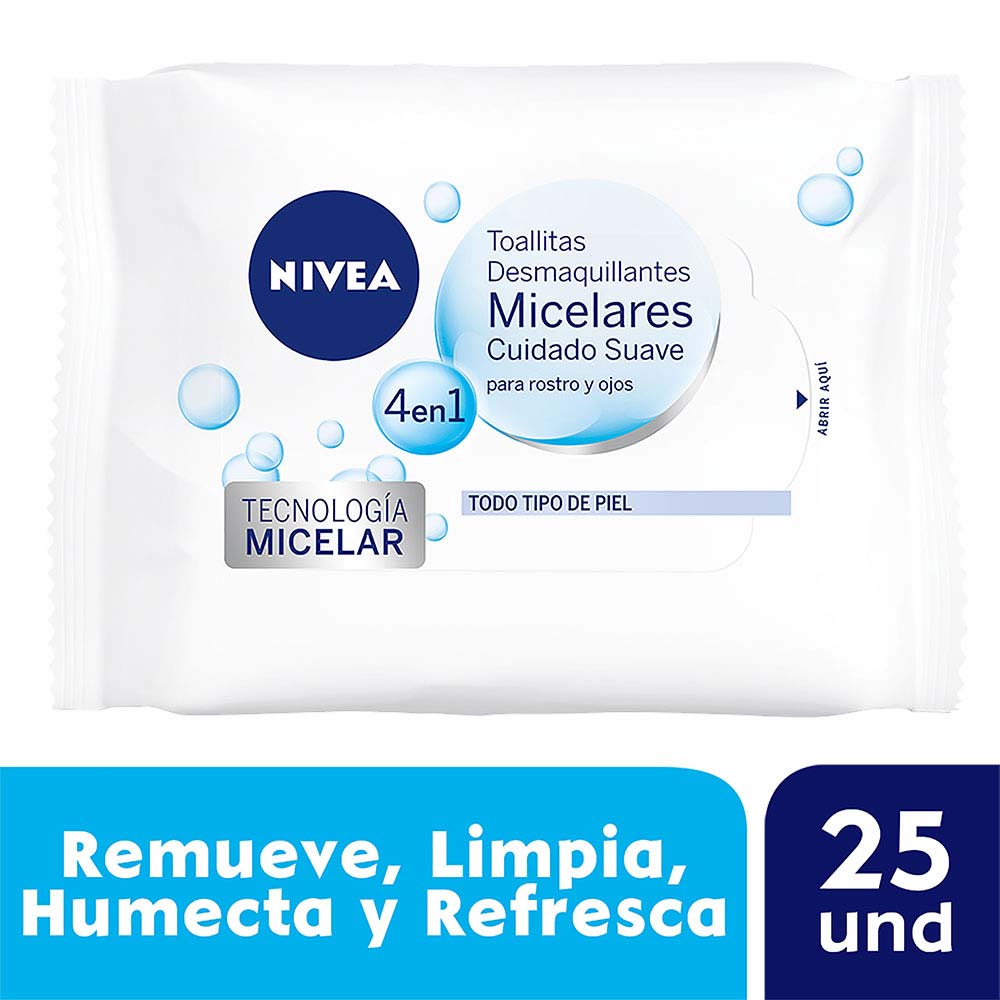 NIVEA
Toallitas
Desmaquillantes
Micelares
Cuidado Suave
para rostro y ojos
4en1
ABRIR AQUÍ
TECNOLOGÍA
MICELAR
TODO TIPO DE PIEL
Remueve, Limpia,
Humecta y Refresca
25
und